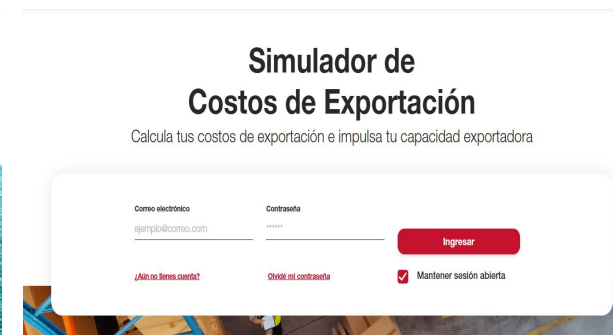 Simulador de
Costos de Exportación
Calcula tus costos de exportación e impulsa tu capacidad exportadora
Correo electrónico
ejemplo@correo.com
Contraseña
******
Ingresar
¿Aún no tienes cuenta?
Olvidé mi contraseña
Mantener sesión abierta